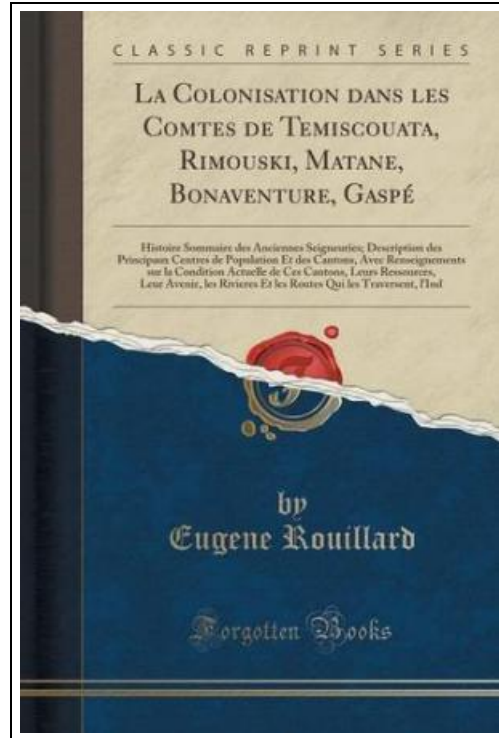 CLASSIC REPRINT SERIES
LA COLONISATION DANS LES
COMTES DE TEMISCOUATA,
RIMOUSKI, MATANE,
BONAVENTURE, GASPÉ
Histoire Sommaire des Anciennes Seigneuries; Description des
Principaux Centres de Population Et des Cantons, Avec Renseignements
sur la Condition Actuelle de Ces Cantons, Leurs Ressources,
Leur Avenir, les Rivieres Et les Routes Qui les Traversent, l'Ind
by
Eugene Rouillard
Forgotten Books